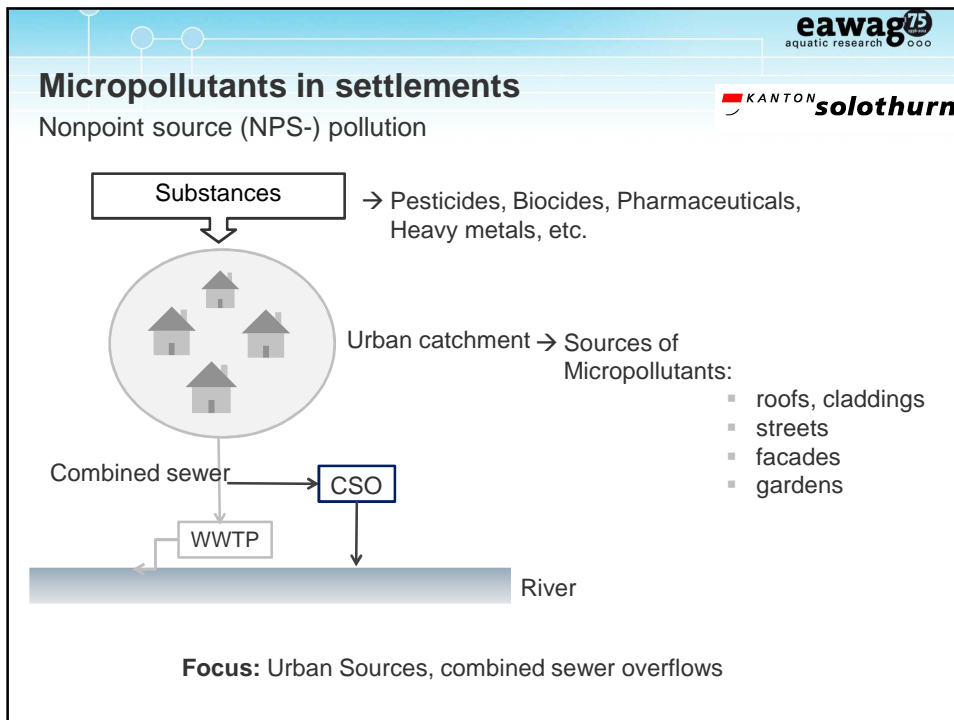 eawag 75
aquatic research ooo
Micropollutants in settlements
KANTON solothurn
Nonpoint source (NPS-) pollution
Substances
→ Pesticides, Biocides, Pharmaceuticals,
Heavy metals, etc.
Urban catchment → Sources of
Micropollutants:
▪ roofs, claddings
▪ streets
▪ facades
▪ gardens
Combined sewer
CSO
WWTP
River
Focus: Urban Sources, combined sewer overflows